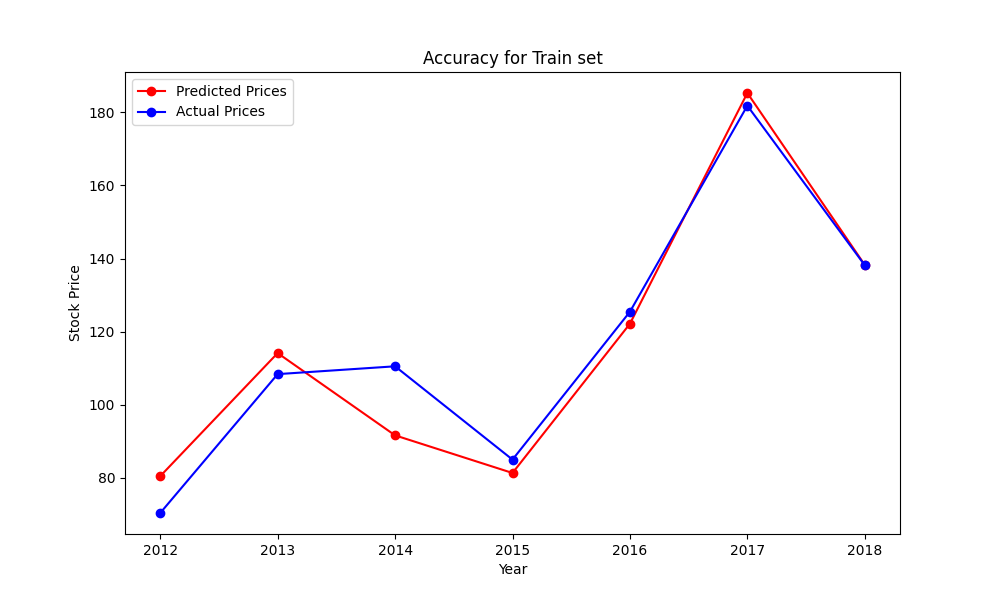 Accuracy for Train set
Predicted Prices
Actual Prices
180
160
140
120
100
80
Stock Price
2012 2013 2014 2015 2016 2017 2018
Year